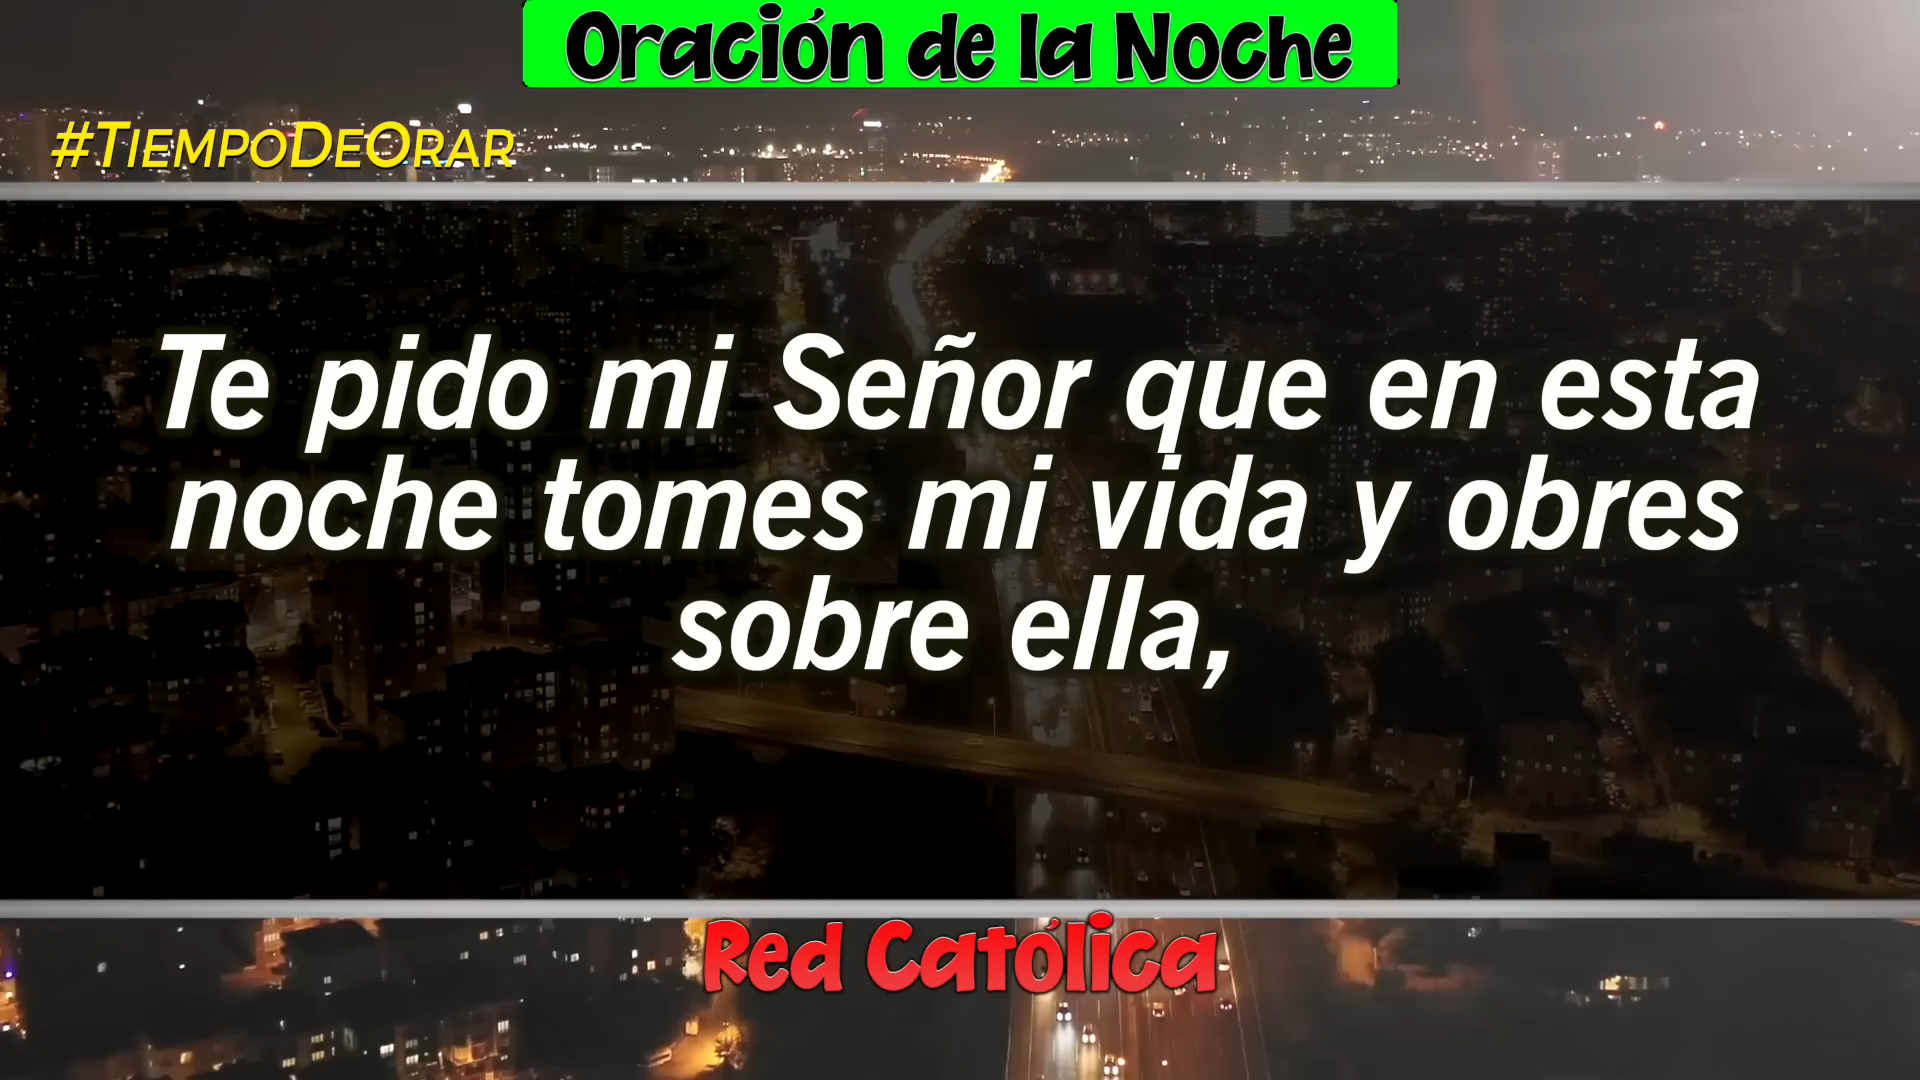 Oración de la Noche
#TiempoDeOrar
Te pido mi Señor que en esta
noche tomes mi vida y obres
sobre ella,
Red Católica